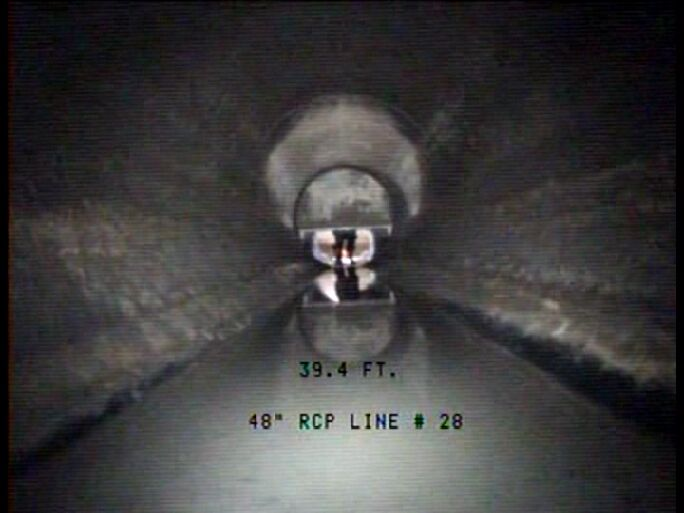 39.4 FT.
48" RCP LINE # 28